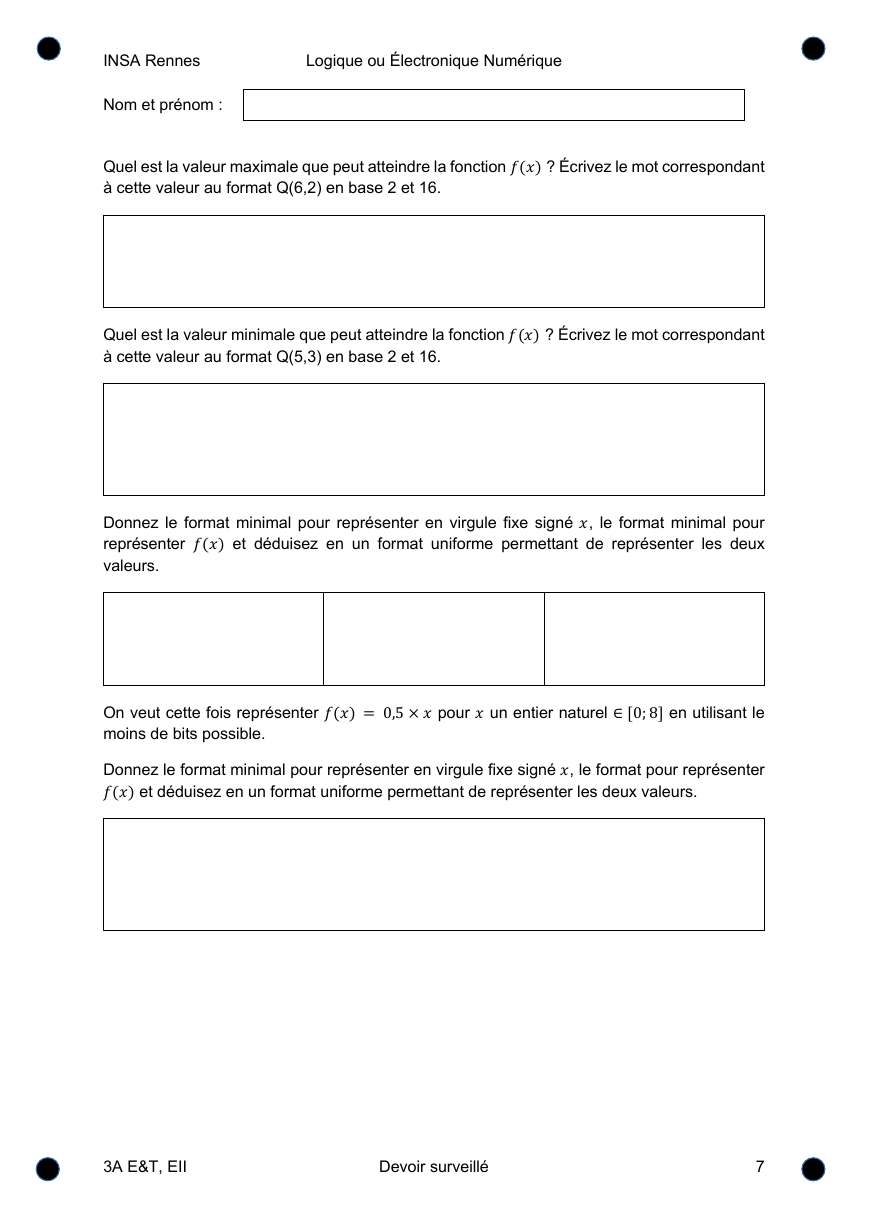 INSA Rennes Logique ou Électronique Numérique
Nom et prénom :
Quel est la valeur maximale que peut atteindre la fonction f(x) ? Écrivez le mot correspondant
à cette valeur au format Q(6,2) en base 2 et 16.
Quel est la valeur minimale que peut atteindre la fonction f(x) ? Écrivez le mot correspondant
à cette valeur au format Q(5,3) en base 2 et 16.
Donnez le format minimal pour représenter en virgule fixe signé x, le format minimal pour
représenter f(x) et déduisez en un format uniforme permettant de représenter les deux
valeurs.
On veut cette fois représenter f(x) = 0,5 × x pour x un entier naturel ∈ [0; 8] en utilisant le
moins de bits possible.
Donnez le format minimal pour représenter en virgule fixe signé x, le format pour représenter
f(x) et déduisez en un format uniforme permettant de représenter les deux valeurs.
3A E&T, EII Devoir surveillé 7